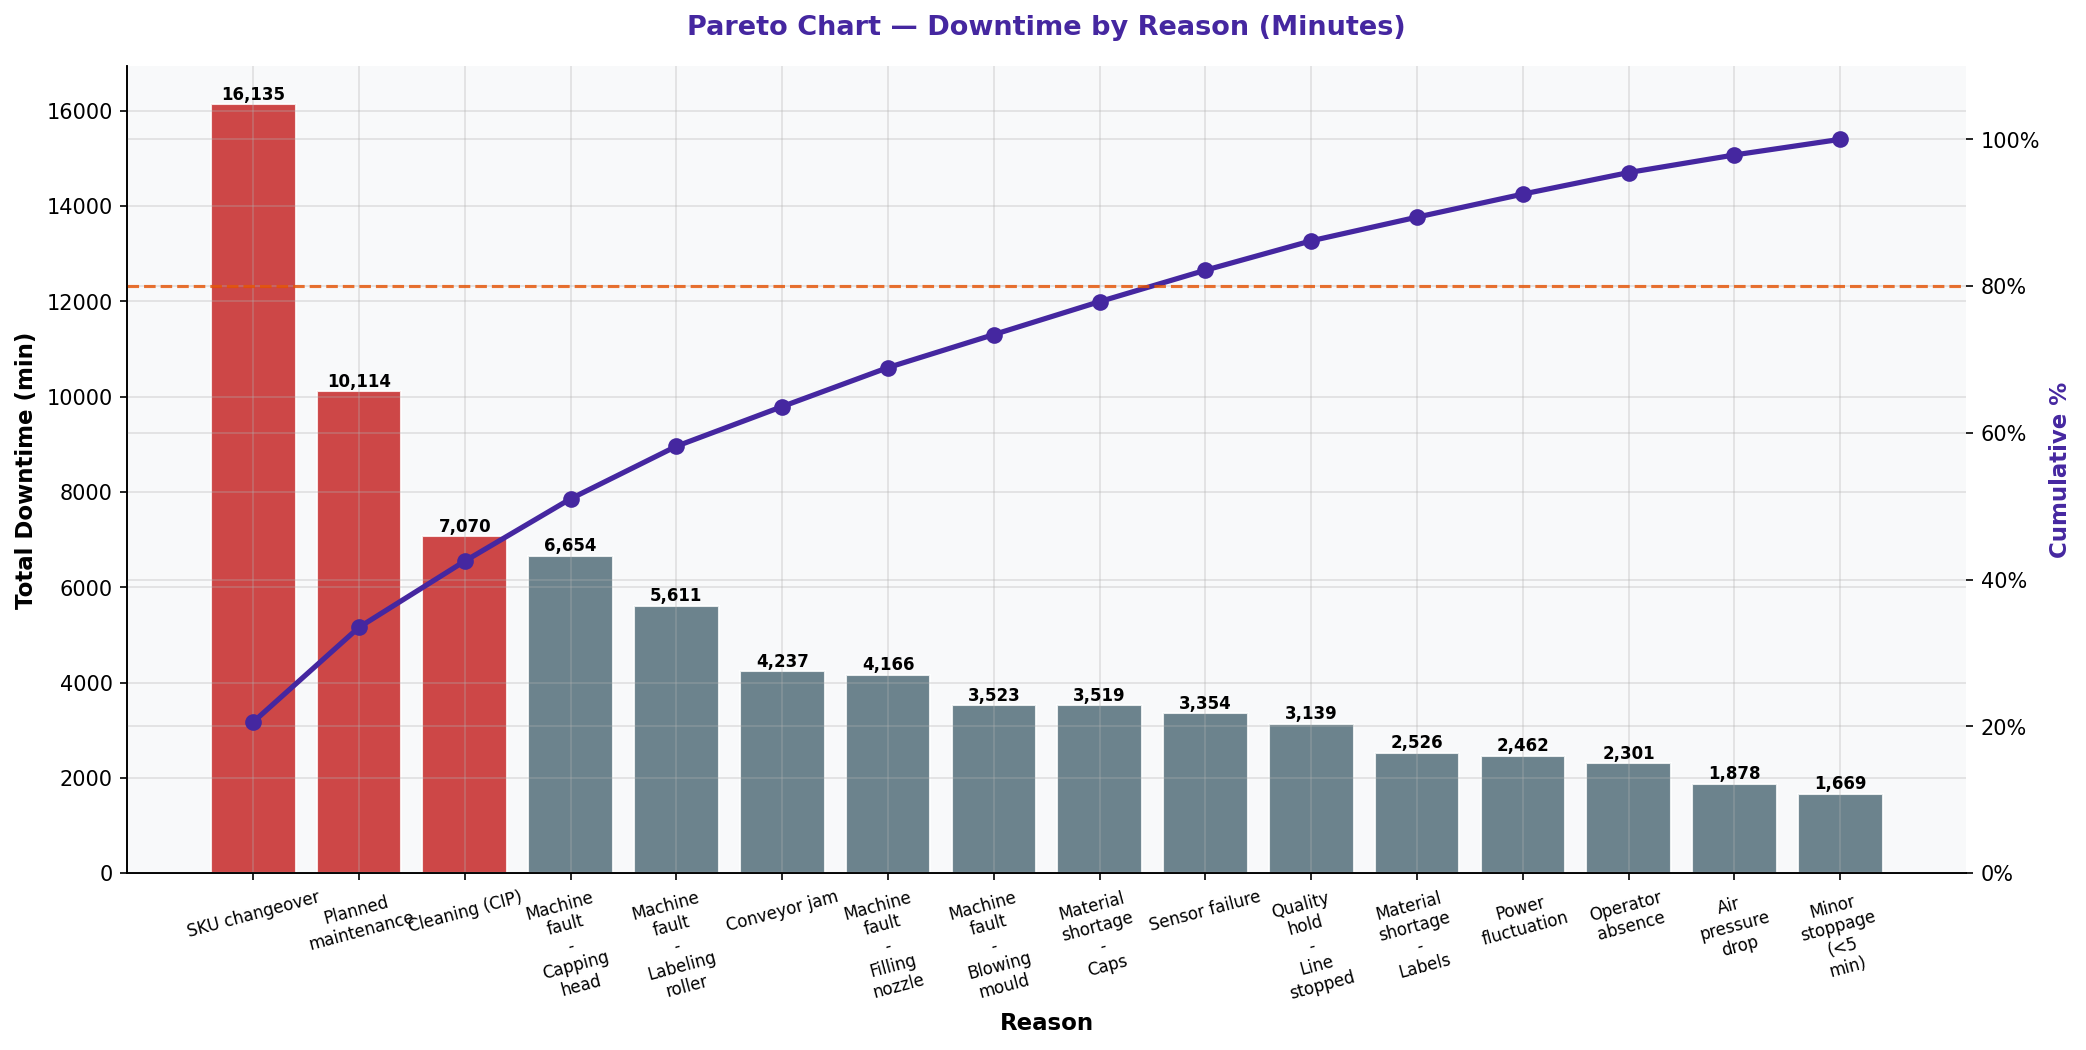 Pareto Chart — Downtime by Reason (Minutes)
Total Downtime (min)
16000
14000
12000
10000
8000
6000
4000
2000
0
16,135
10,114
7,070
6,654
5,611
4,237
4,166
3,523
3,519
3,354
3,139
2,526
2,462
2,301
1,878
1,669
100%
80%
60%
40%
20%
0%
Cumulative %
SKU changeover
Planned
maintenance
Cleaning (CIP)
Machine
fault
-
Capping
head
Machine
fault
-
Labeling
roller
Conveyor jam
Machine
fault
-
Filling
nozzle
Machine
fault
-
Blowing
mould
Material
shortage
-
Caps
Sensor failure
Quality
hold
-
Line
stopped
Material
shortage
-
Labels
Power
fluctuation
Operator
absence
Air
pressure
drop
Minor
stoppage
(<5
min)
Reason